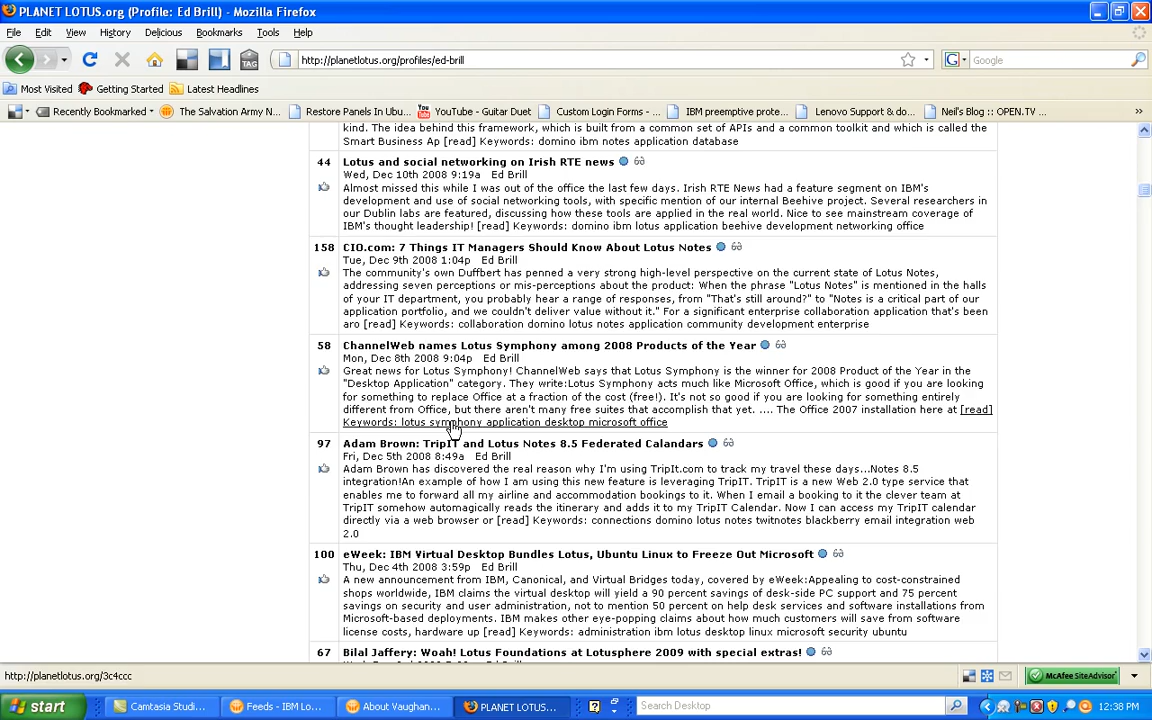 PLANET LOTUS.org (Profile: Ed Brill) - Mozilla Firefox
File Edit View History Delicious Bookmarks Tools Help
TAG http://planetlotus.org/profiles/ed-brill G Google
Most Visited Getting Started Latest Headlines
Recently Bookmarked The Salvation Army N... Restore Panels In Ubu... YouTube - Guitar Duet Custom Login Forms - ... IBM preemptive prote... Lenovo Support & do... Neil's Blog :: OPEN.TV ... »
kind. The idea behind this framework, which is built from a common set of APIs and a common toolkit and which is called the
Smart Business Ap [read] Keywords: domino ibm notes application database
44 Lotus and social networking on Irish RTE news
Wed, Dec 10th 2008 9:19a Ed Brill
Almost missed this while I was out of the office the last few days. Irish RTE News had a feature segment on IBM's
development and use of social networking tools, with specific mention of our internal Beehive project. Several researchers in
our Dublin labs are featured, discussing how these tools are applied in the real world. Nice to see mainstream coverage of
IBM's thought leadership! [read] Keywords: domino ibm lotus application beehive development networking office
158 CIO.com: 7 Things IT Managers Should Know About Lotus Notes
Tue, Dec 9th 2008 1:04p Ed Brill
The community's own Duffbert has penned a very strong high-level perspective on the current state of Lotus Notes,
addressing seven perceptions or mis-perceptions about the product: When the phrase "Lotus Notes" is mentioned in the halls
of your IT department, you probably hear a range of responses, from "That's still around?" to "Notes is a critical part of our
application portfolio, and we couldn't deliver value without it." For a significant enterprise collaboration application that's been
aro [read] Keywords: collaboration domino lotus notes application community development enterprise
58 ChannelWeb names Lotus Symphony among 2008 Products of the Year
Mon, Dec 8th 2008 9:04p Ed Brill
Great news for Lotus Symphony! ChannelWeb says that Lotus Symphony is the winner for 2008 Product of the Year in the
"Desktop Application" category. They write:Lotus Symphony acts much like Microsoft Office, which is good if you are looking
for something to replace Office at a fraction of the cost (free!). It's not so good if you are looking for something entirely
different from Office, but there aren't many free suites that accomplish that yet. .... The Office 2007 installation here at [read]
Keywords: lotus symphony application desktop microsoft office
97 Adam Brown: TripIT and Lotus Notes 8.5 Federated Calandars
Fri, Dec 5th 2008 8:49a Ed Brill
Adam Brown has discovered the real reason why I'm using TripIt.com to track my travel these days...Notes 8.5
integration!An example of how I am using this new feature is leveraging TripIT. TripIT is a new Web 2.0 type service that
enables me to forward all my airline and accommodation bookings to it. When I email a booking to it the clever team at
TripIT somehow automagically reads the itinerary and adds it to my TripIT Calendar. Now I can access my TripIT calendar
directly via a web browser or [read] Keywords: connections domino lotus notes twitnotes blackberry email integration web
2.0
100 eWeek: IBM Virtual Desktop Bundles Lotus, Ubuntu Linux to Freeze Out Microsoft
Thu, Dec 4th 2008 3:59p Ed Brill
A new announcement from IBM, Canonical, and Virtual Bridges today, covered by eWeek:Appealing to cost-constrained
shops worldwide, IBM claims the virtual desktop will yield a 90 percent savings of desk-side PC support and 75 percent
savings on security and user administration, not to mention 50 percent on help desk services and software installations from
Microsoft-based deployments. IBM makes other eye-popping claims about how much customers will save from software
license costs, hardware up [read] Keywords: administration ibm lotus desktop linux microsoft security ubuntu
67 Bilal Jaffery: Woah! Lotus Foundations at Lotusphere 2009 with special extras!
http://planetlotus.org/3c4ccc McAfee SiteAdvisor
start Camtasia Studi... Feeds - IBM Lo... About Vaughan... PLANET LOTUS... Search Desktop 12:38 PM